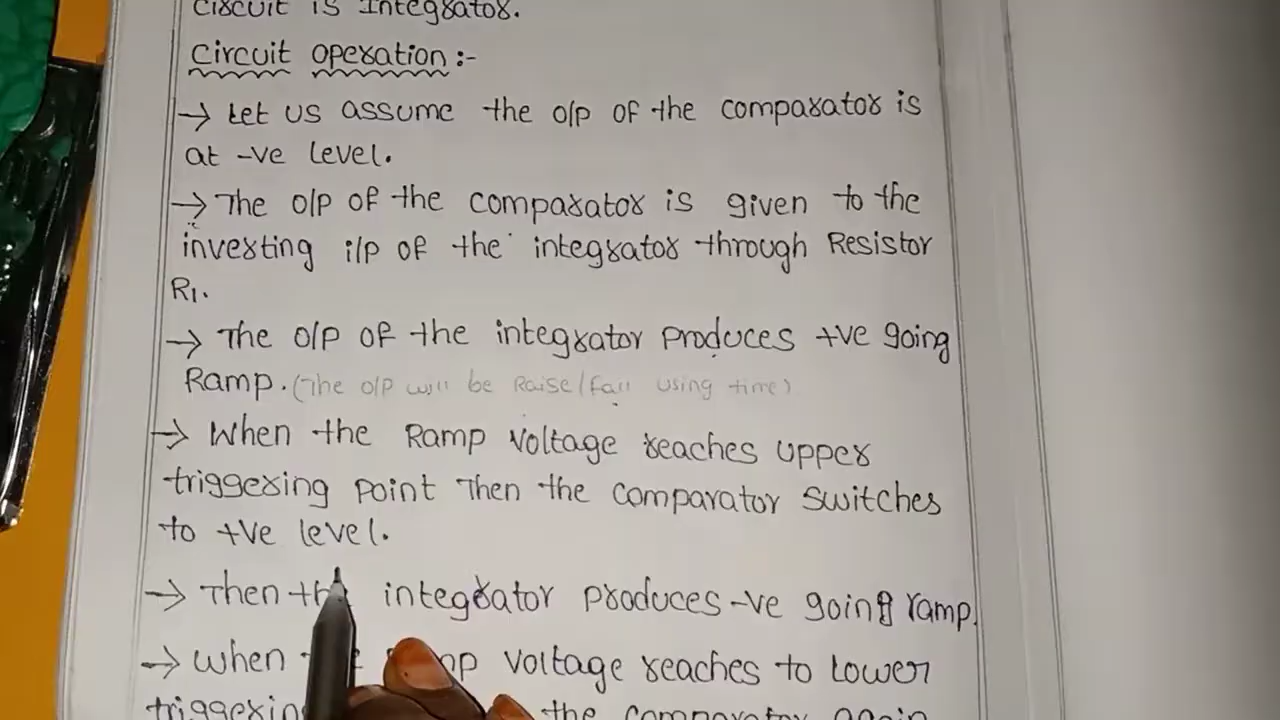 circuit is Integrator.
Circuit operation :-
→ Let us assume the o/p of the comparator is
at -ve level.
→ The o/p of the comparator is given to the
inverting i/p of the integrator through Resistor
R1.
→ The o/p of the integrator produces +ve going
Ramp. (The o/p will be Raise/fall using time)
→ When the Ramp voltage reaches upper
triggering point Then the comparator switches
to +ve level.
→ Then the integrator produces -ve going ramp.
→ When voltage reaches to Lower
the comparator again